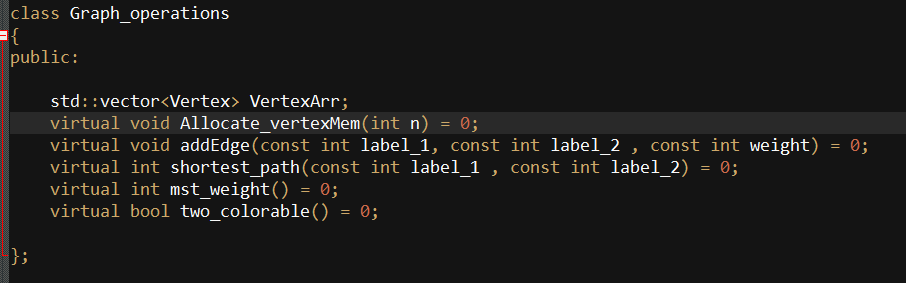 class Graph_operations
{
public:
std::vector<Vertex> VertexArr;
virtual void Allocate_vertexMem(int n) = 0;
virtual void addEdge(const int label_1, const int label_2 , const int weight) = 0;
virtual int shortest_path(const int label_1 , const int label_2) = 0;
virtual int mst_weight() = 0;
virtual bool two_colorable() = 0;
};